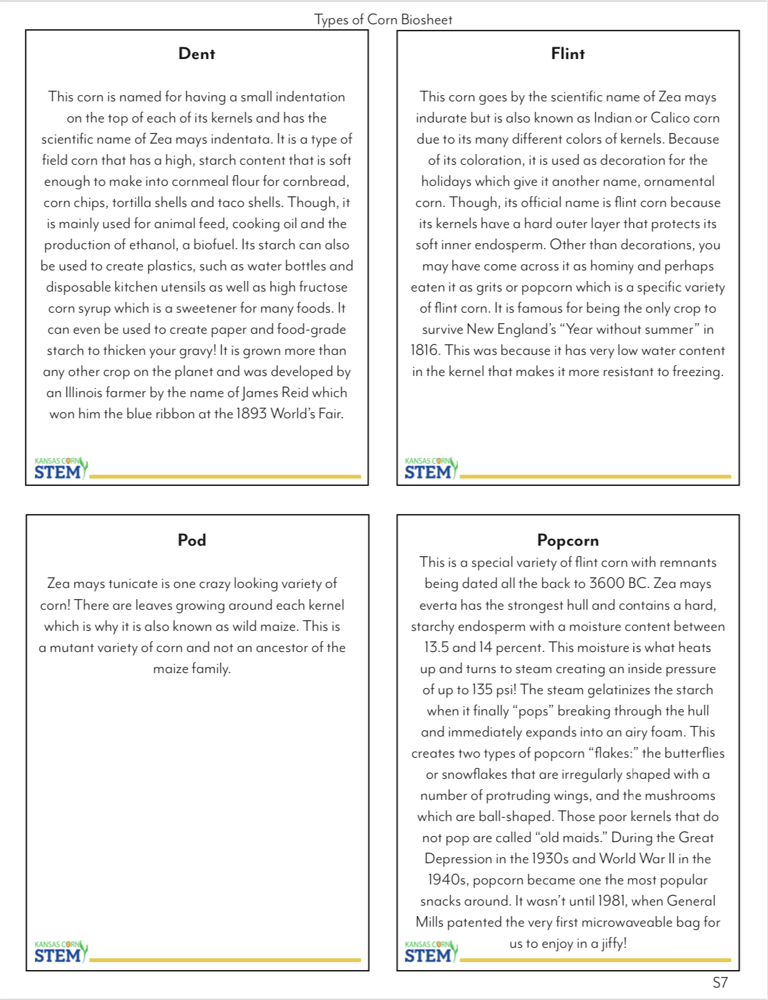 Types of Corn Biosheet
Dent
This corn is named for having a small indentation
on the top of each of its kernels and has the
scientific name of Zea mays indentata. It is a type of
field corn that has a high, starch content that is soft
enough to make into cornmeal flour for cornbread,
corn chips, tortilla shells and taco shells. Though, it
is mainly used for animal feed, cooking oil and the
production of ethanol, a biofuel. Its starch can also
be used to create plastics, such as water bottles and
disposable kitchen utensils as well as high fructose
corn syrup which is a sweetener for many foods. It
can even be used to create paper and food-grade
starch to thicken your gravy! It is grown more than
any other crop on the planet and was developed by
an Illinois farmer by the name of James Reid which
won him the blue ribbon at the 1893 World's Fair.
KANSAS CORN
STEM
Flint
This corn goes by the scientific name of Zea mays
indurate but is also known as Indian or Calico corn
due to its many different colors of kernels. Because
of its coloration, it is used as decoration for the
holidays which give it another name, ornamental
corn. Though, its official name is flint corn because
its kernels have a hard outer layer that protects its
soft inner endosperm. Other than decorations, you
may have come across it as hominy and perhaps
eaten it as grits or popcorn which is a specific variety
of flint corn. It is famous for being the only crop to
survive New England's “Year without summer” in
1816. This was because it has very low water content
in the kernel that makes it more resistant to freezing.
KANSAS CORN
STEM
Pod
Zea mays tunicate is one crazy looking variety of
corn! There are leaves growing around each kernel
which is why it is also known as wild maize. This is
a mutant variety of corn and not an ancestor of the
maize family.
KANSAS CORN
STEM
Popcorn
This is a special variety of flint corn with remnants
being dated all the back to 3600 BC. Zea mays
everta has the strongest hull and contains a hard,
starchy endosperm with a moisture content between
13.5 and 14 percent. This moisture is what heats
up and turns to steam creating an inside pressure
of up to 135 psi! The steam gelatinizes the starch
when it finally “pops” breaking through the hull
and immediately expands into an airy foam. This
creates two types of popcorn “flakes:” the butterflies
or snowflakes that are irregularly shaped with a
number of protruding wings, and the mushrooms
which are ball-shaped. Those poor kernels that do
not pop are called “old maids.” During the Great
Depression in the 1930s and World War II in the
1940s, popcorn became one the most popular
snacks around. It wasn't until 1981, when General
Mills patented the very first microwaveable bag for
us to enjoy in a jiffy!
KANSAS CORN
STEM
S7